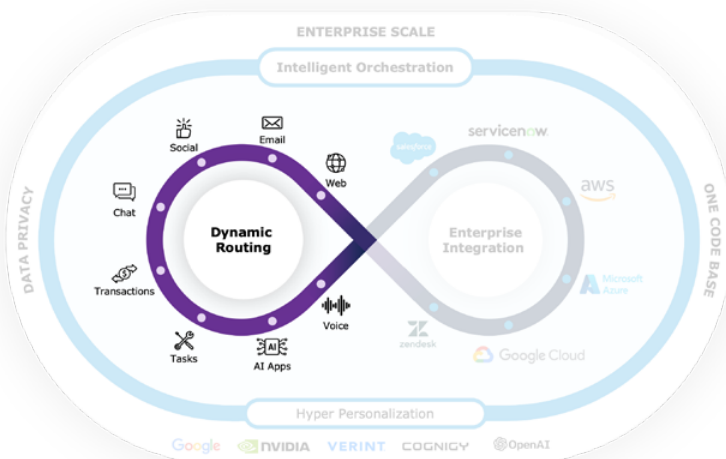 ENTERPRISE SCALE
Intelligent Orchestration
DATA PRIVACY
ONE CODE BASE
Social
Email
Web
Chat
Dynamic
Routing
Transactions
Tasks
AI Apps
Voice
salesforce
servicenow
aws
Enterprise
Integration
Microsoft
Azure
zendesk
Google Cloud
Hyper Personalization
Google
NVIDIA
VERINT
COGNIGY
OpenAI